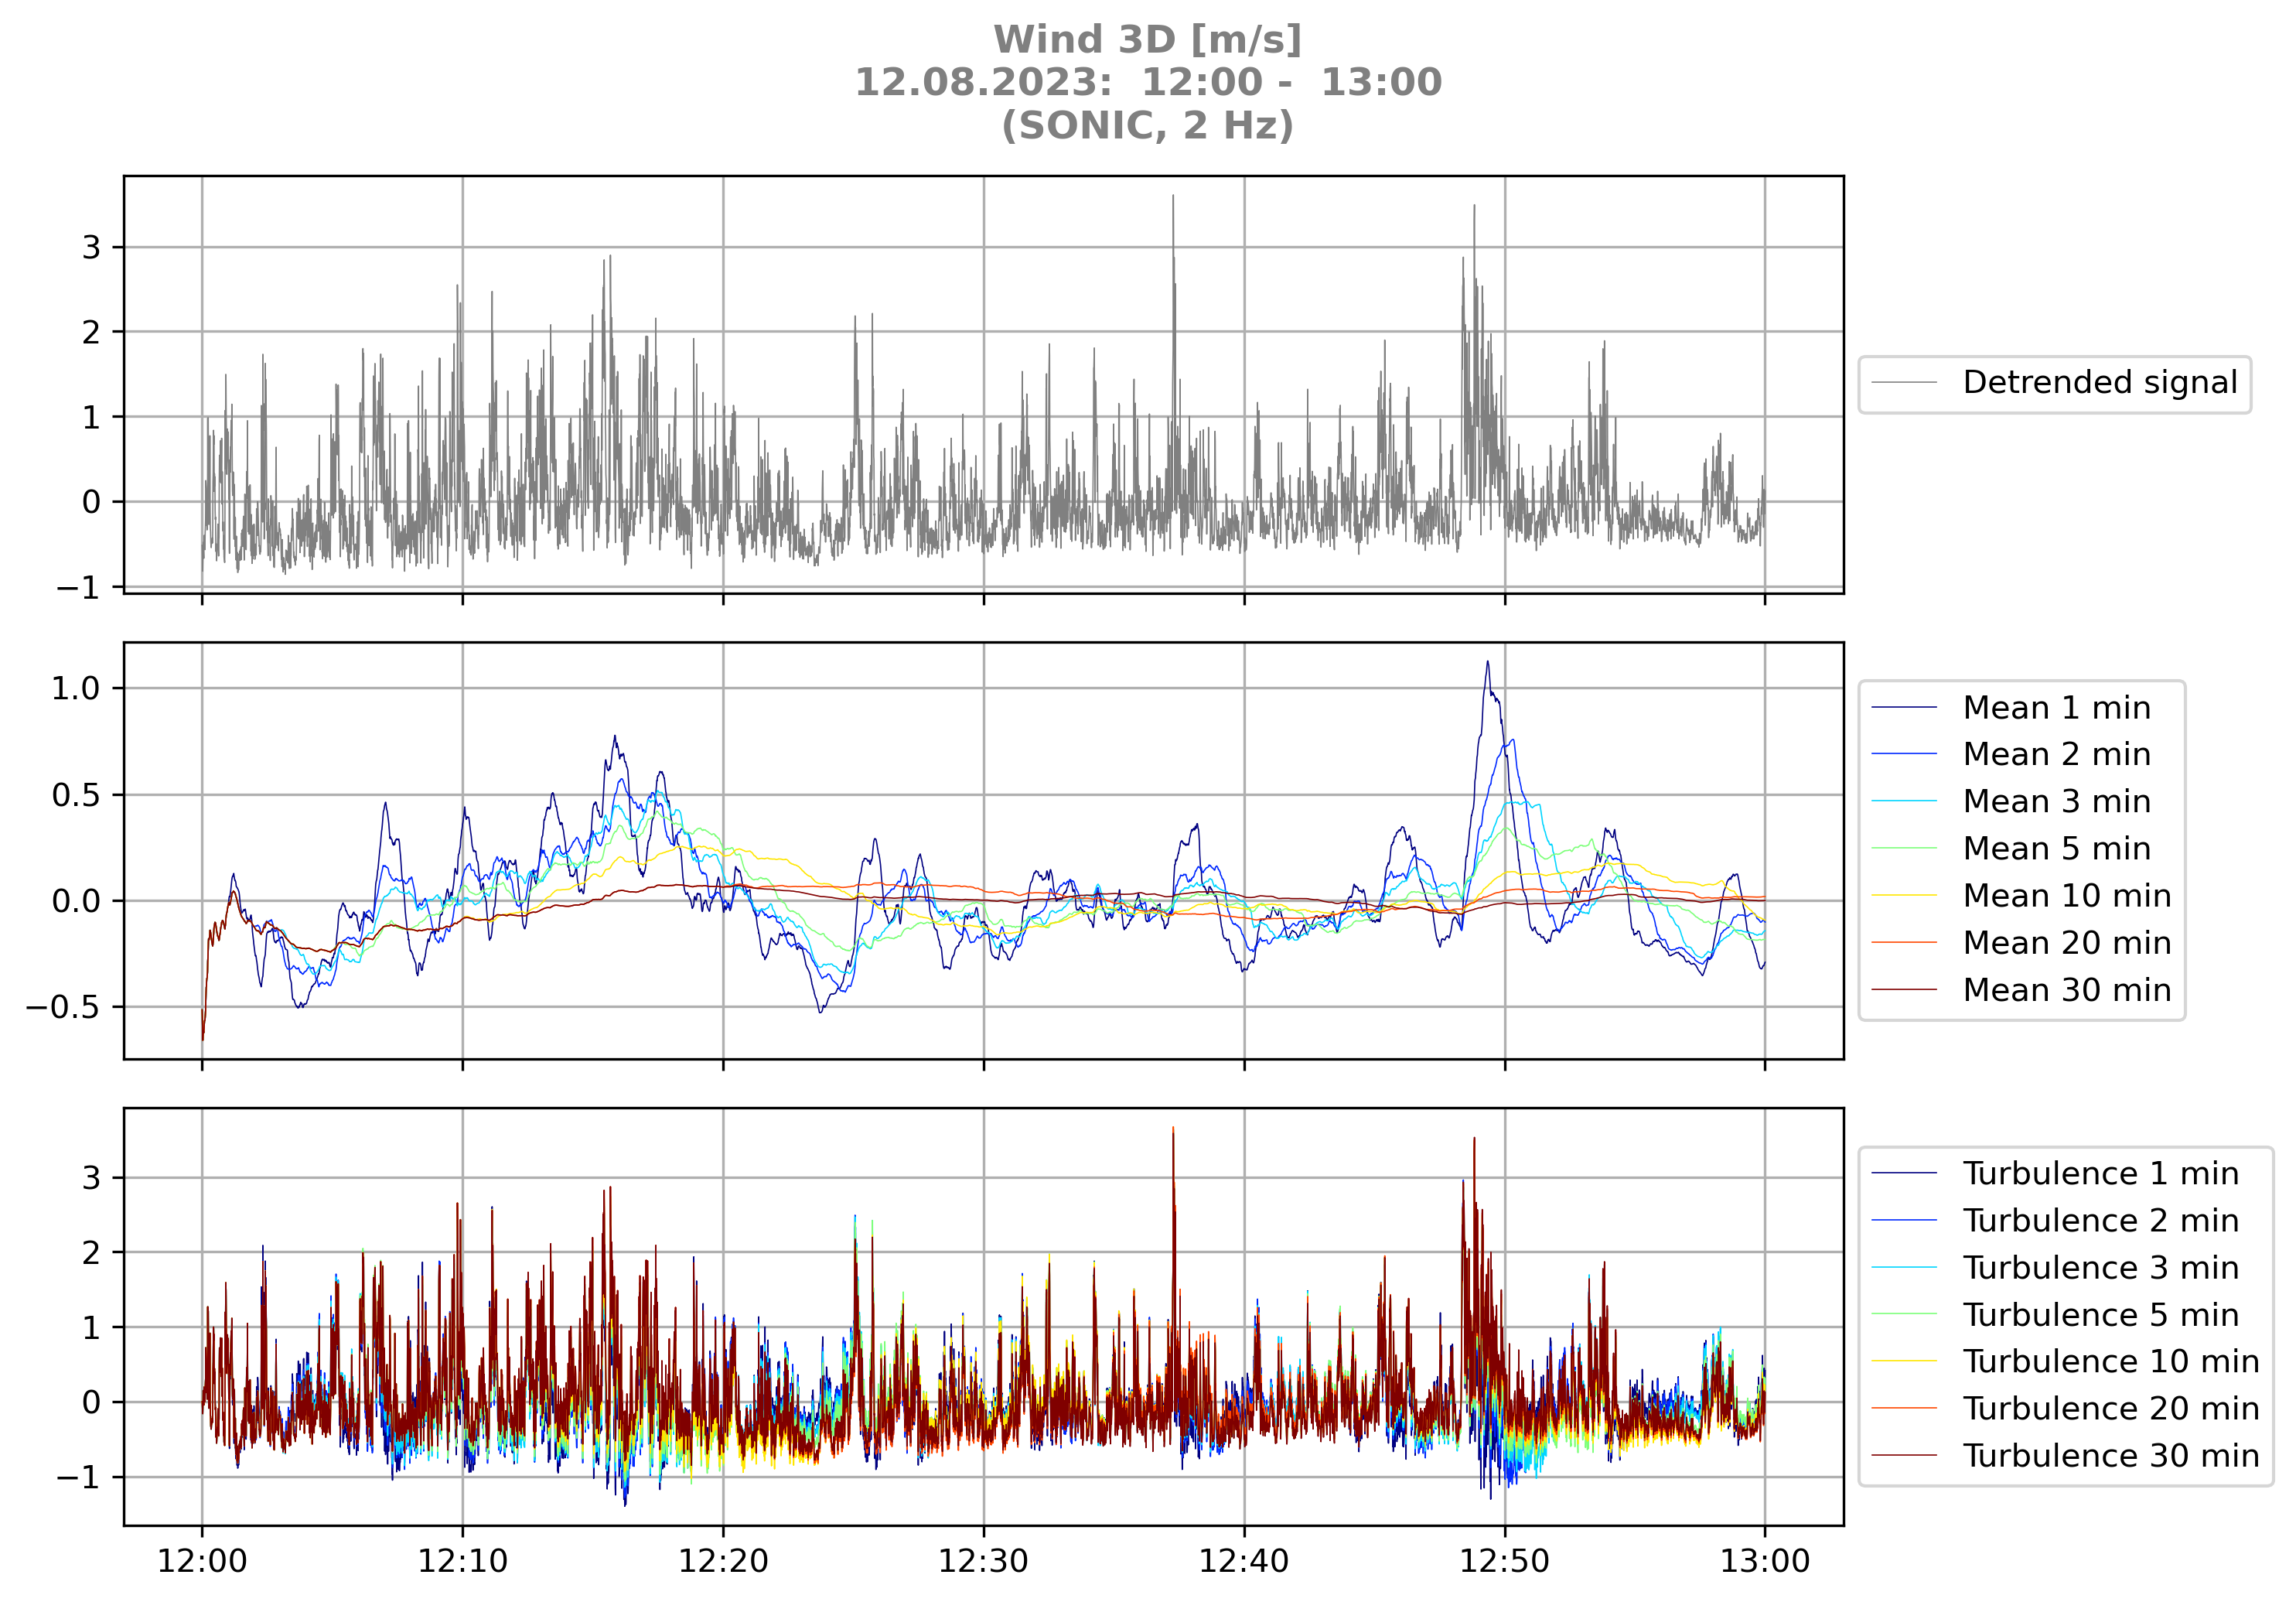 Wind 3D [m/s]
12.08.2023:  12:00 -  13:00
(SONIC, 2 Hz)
3
2
1
0
−1
Detrended signal
1.0
0.5
0.0
−0.5
Mean 1 min
Mean 2 min
Mean 3 min
Mean 5 min
Mean 10 min
Mean 20 min
Mean 30 min
3
2
1
0
−1
Turbulence 1 min
Turbulence 2 min
Turbulence 3 min
Turbulence 5 min
Turbulence 10 min
Turbulence 20 min
Turbulence 30 min
12:00 12:10 12:20 12:30 12:40 12:50 13:00